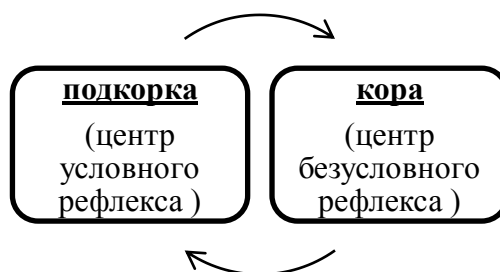 подкорка
(центр
условного
рефлекса )
кора
(центр
безусловного
рефлекса )